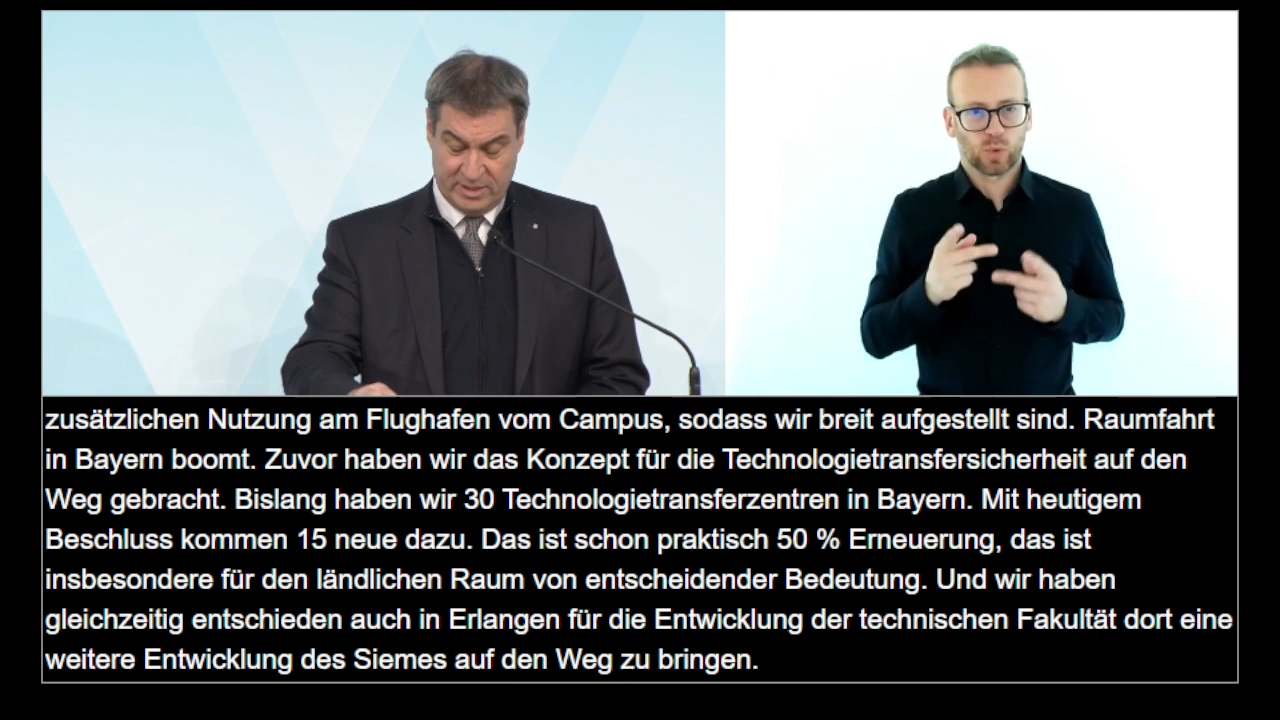 zusätzlichen Nutzung am Flughafen vom Campus, sodass wir breit aufgestellt sind. Raumfahrt
in Bayern boomt. Zuvor haben wir das Konzept für die Technologietransfersicherheit auf den
Weg gebracht. Bislang haben wir 30 Technologietransferzentren in Bayern. Mit heutigem
Beschluss kommen 15 neue dazu. Das ist schon praktisch 50 % Erneuerung, das ist
insbesondere für den ländlichen Raum von entscheidender Bedeutung. Und wir haben
gleichzeitig entschieden auch in Erlangen für die Entwicklung der technischen Fakultät dort eine
weitere Entwicklung des Siemes auf den Weg zu bringen.